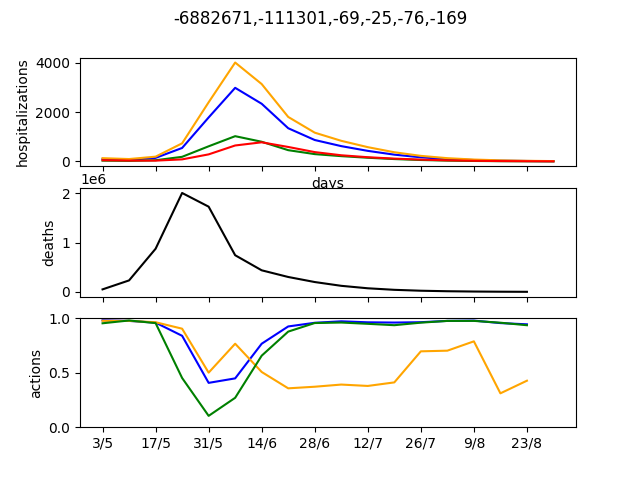 -6882671,-111301,-69,-25,-76,-169
4000
2000
0
hospitalizations
days
1e6
2
1
0
deaths
1.0
0.5
0.0
actions
3/5 17/5 31/5 14/6 28/6 12/7 26/7 9/8 23/8